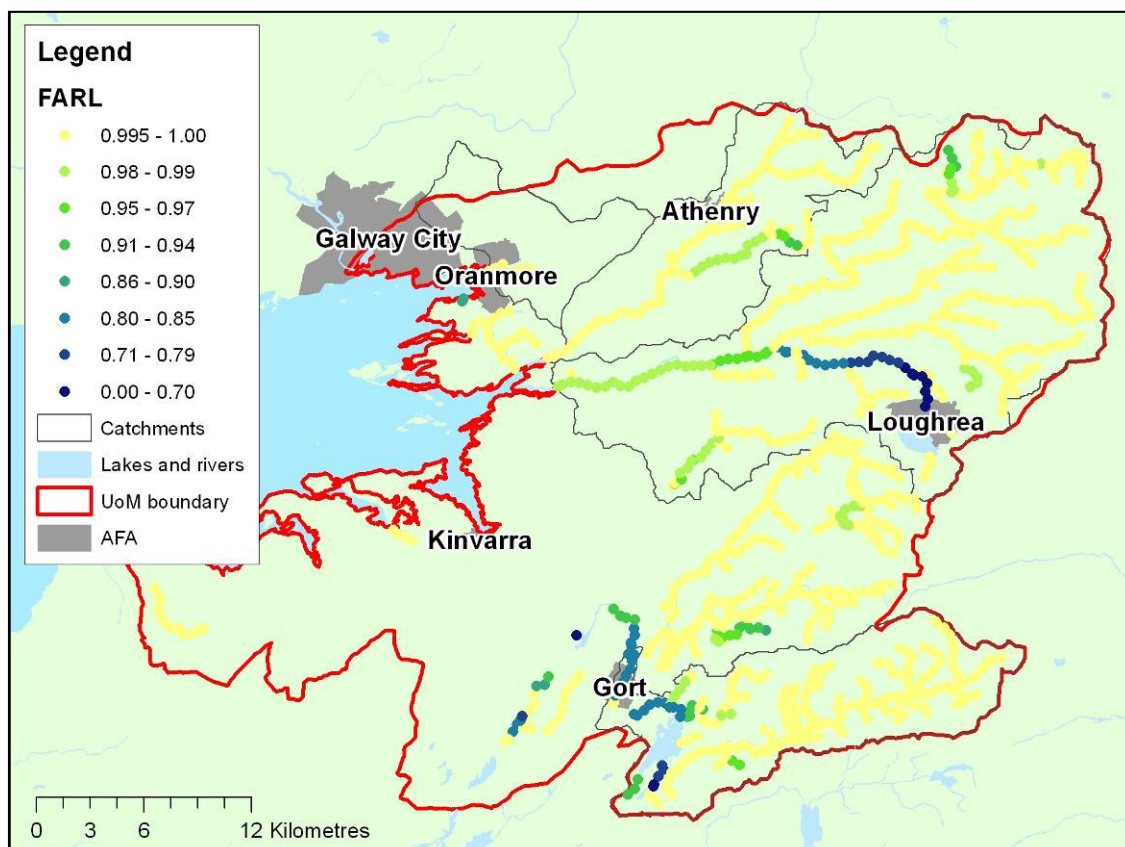 Legend
FARL
0.995 - 1.00
0.98 - 0.99
0.95 - 0.97
0.91 - 0.94
0.86 - 0.90
0.80 - 0.85
0.71 - 0.79
0.00 - 0.70
Catchments
Lakes and rivers
UoM boundary
AFA
Athenry
Galway City
Oranmore
Loughrea
Kinvarra
Gort
0 3 6 12 Kilometres